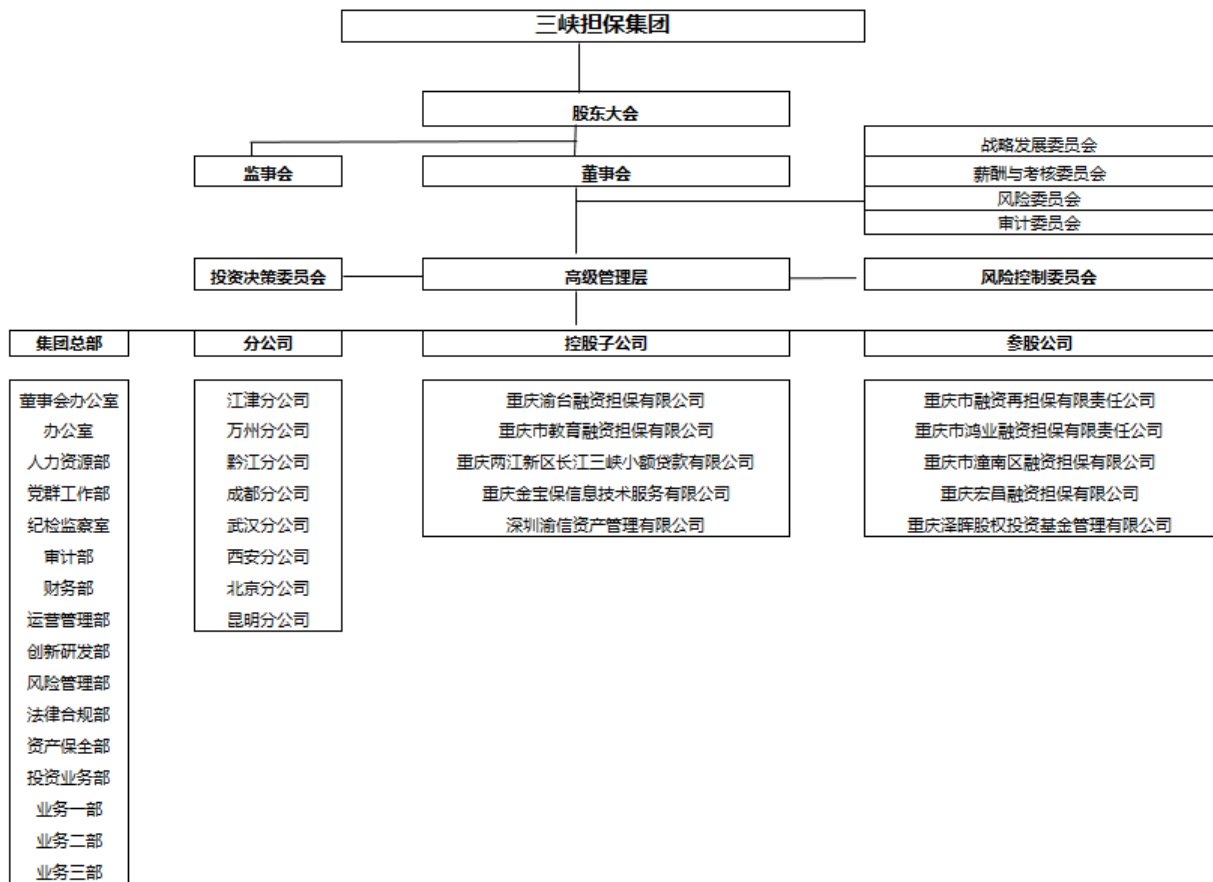 三峡担保集团
股东大会
监事会
董事会
战略发展委员会
薪酬与考核委员会
风险委员会
审计委员会
投资决策委员会
高级管理层
风险控制委员会
集团总部
分公司
控股子公司
参股公司
董事会办公室
办公室
人力资源部
党群工作部
纪检监察室
审计部
财务部
运营管理部
创新研发部
风险管理部
法律合规部
资产保全部
投资业务部
业务一部
业务二部
业务三部
江津分公司
万州分公司
黔江分公司
成都分公司
武汉分公司
西安分公司
北京分公司
昆明分公司
重庆渝台融资担保有限公司
重庆市教育融资担保有限公司
重庆两江新区长江三峡小额贷款有限公司
重庆金宝保信息技术服务有限公司
深圳渝信资产管理有限公司
重庆市融资再担保有限责任公司
重庆市鸿业融资担保有限责任公司
重庆市潼南区融资担保有限公司
重庆宏昌融资担保有限公司
重庆泽晖股权投资基金管理有限公司